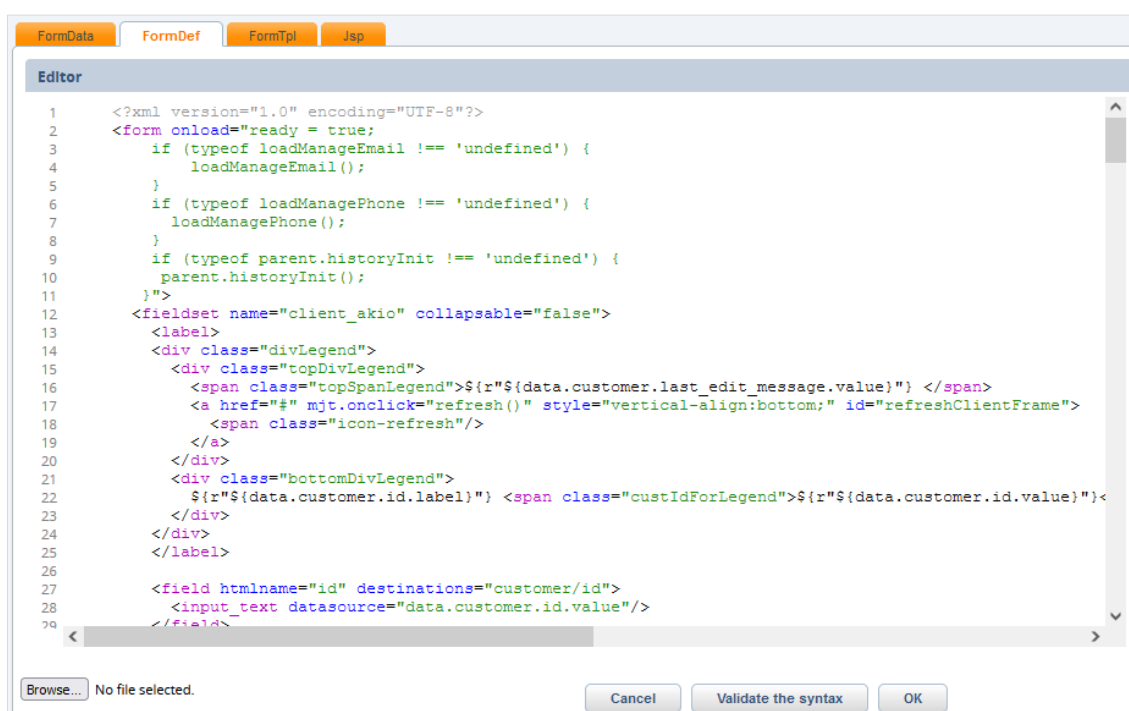 FormData FormDef FormTpl Jsp
Editor
1 <?xml version="1.0" encoding="UTF-8"?>
2 <form onload="ready = true;
3 if (typeof loadManageEmail !== 'undefined') {
4 loadManageEmail();
5 }
6 if (typeof loadManagePhone !== 'undefined') {
7 loadManagePhone();
8 }
9 if (typeof parent.historyInit !== 'undefined') {
10 parent.historyInit();
11 }">
12 <fieldset name="client_akio" collapsable="false">
13 <label>
14 <div class="divLegend">
15 <div class="topDivLegend">
16 <span class="topSpanLegend">${r"${data.customer.last_edit_message.value}"} </span>
17 <a href="#" mjt.onclick="refresh()" style="vertical-align:bottom;" id="refreshClientFrame">
18 <span class="icon-refresh"/>
19 </a>
20 </div>
21 <div class="bottomDivLegend">
22 ${r"${data.customer.id.label}"} <span class="custIdForLegend">${r"${data.customer.id.value}"}<
23 </div>
24 </div>
25 </label>
26
27 <field htmlname="id" destinations="customer/id">
28 <input_text datasource="data.customer.id.value"/>
29 </field>
Browse... No file selected.
Cancel Validate the syntax OK